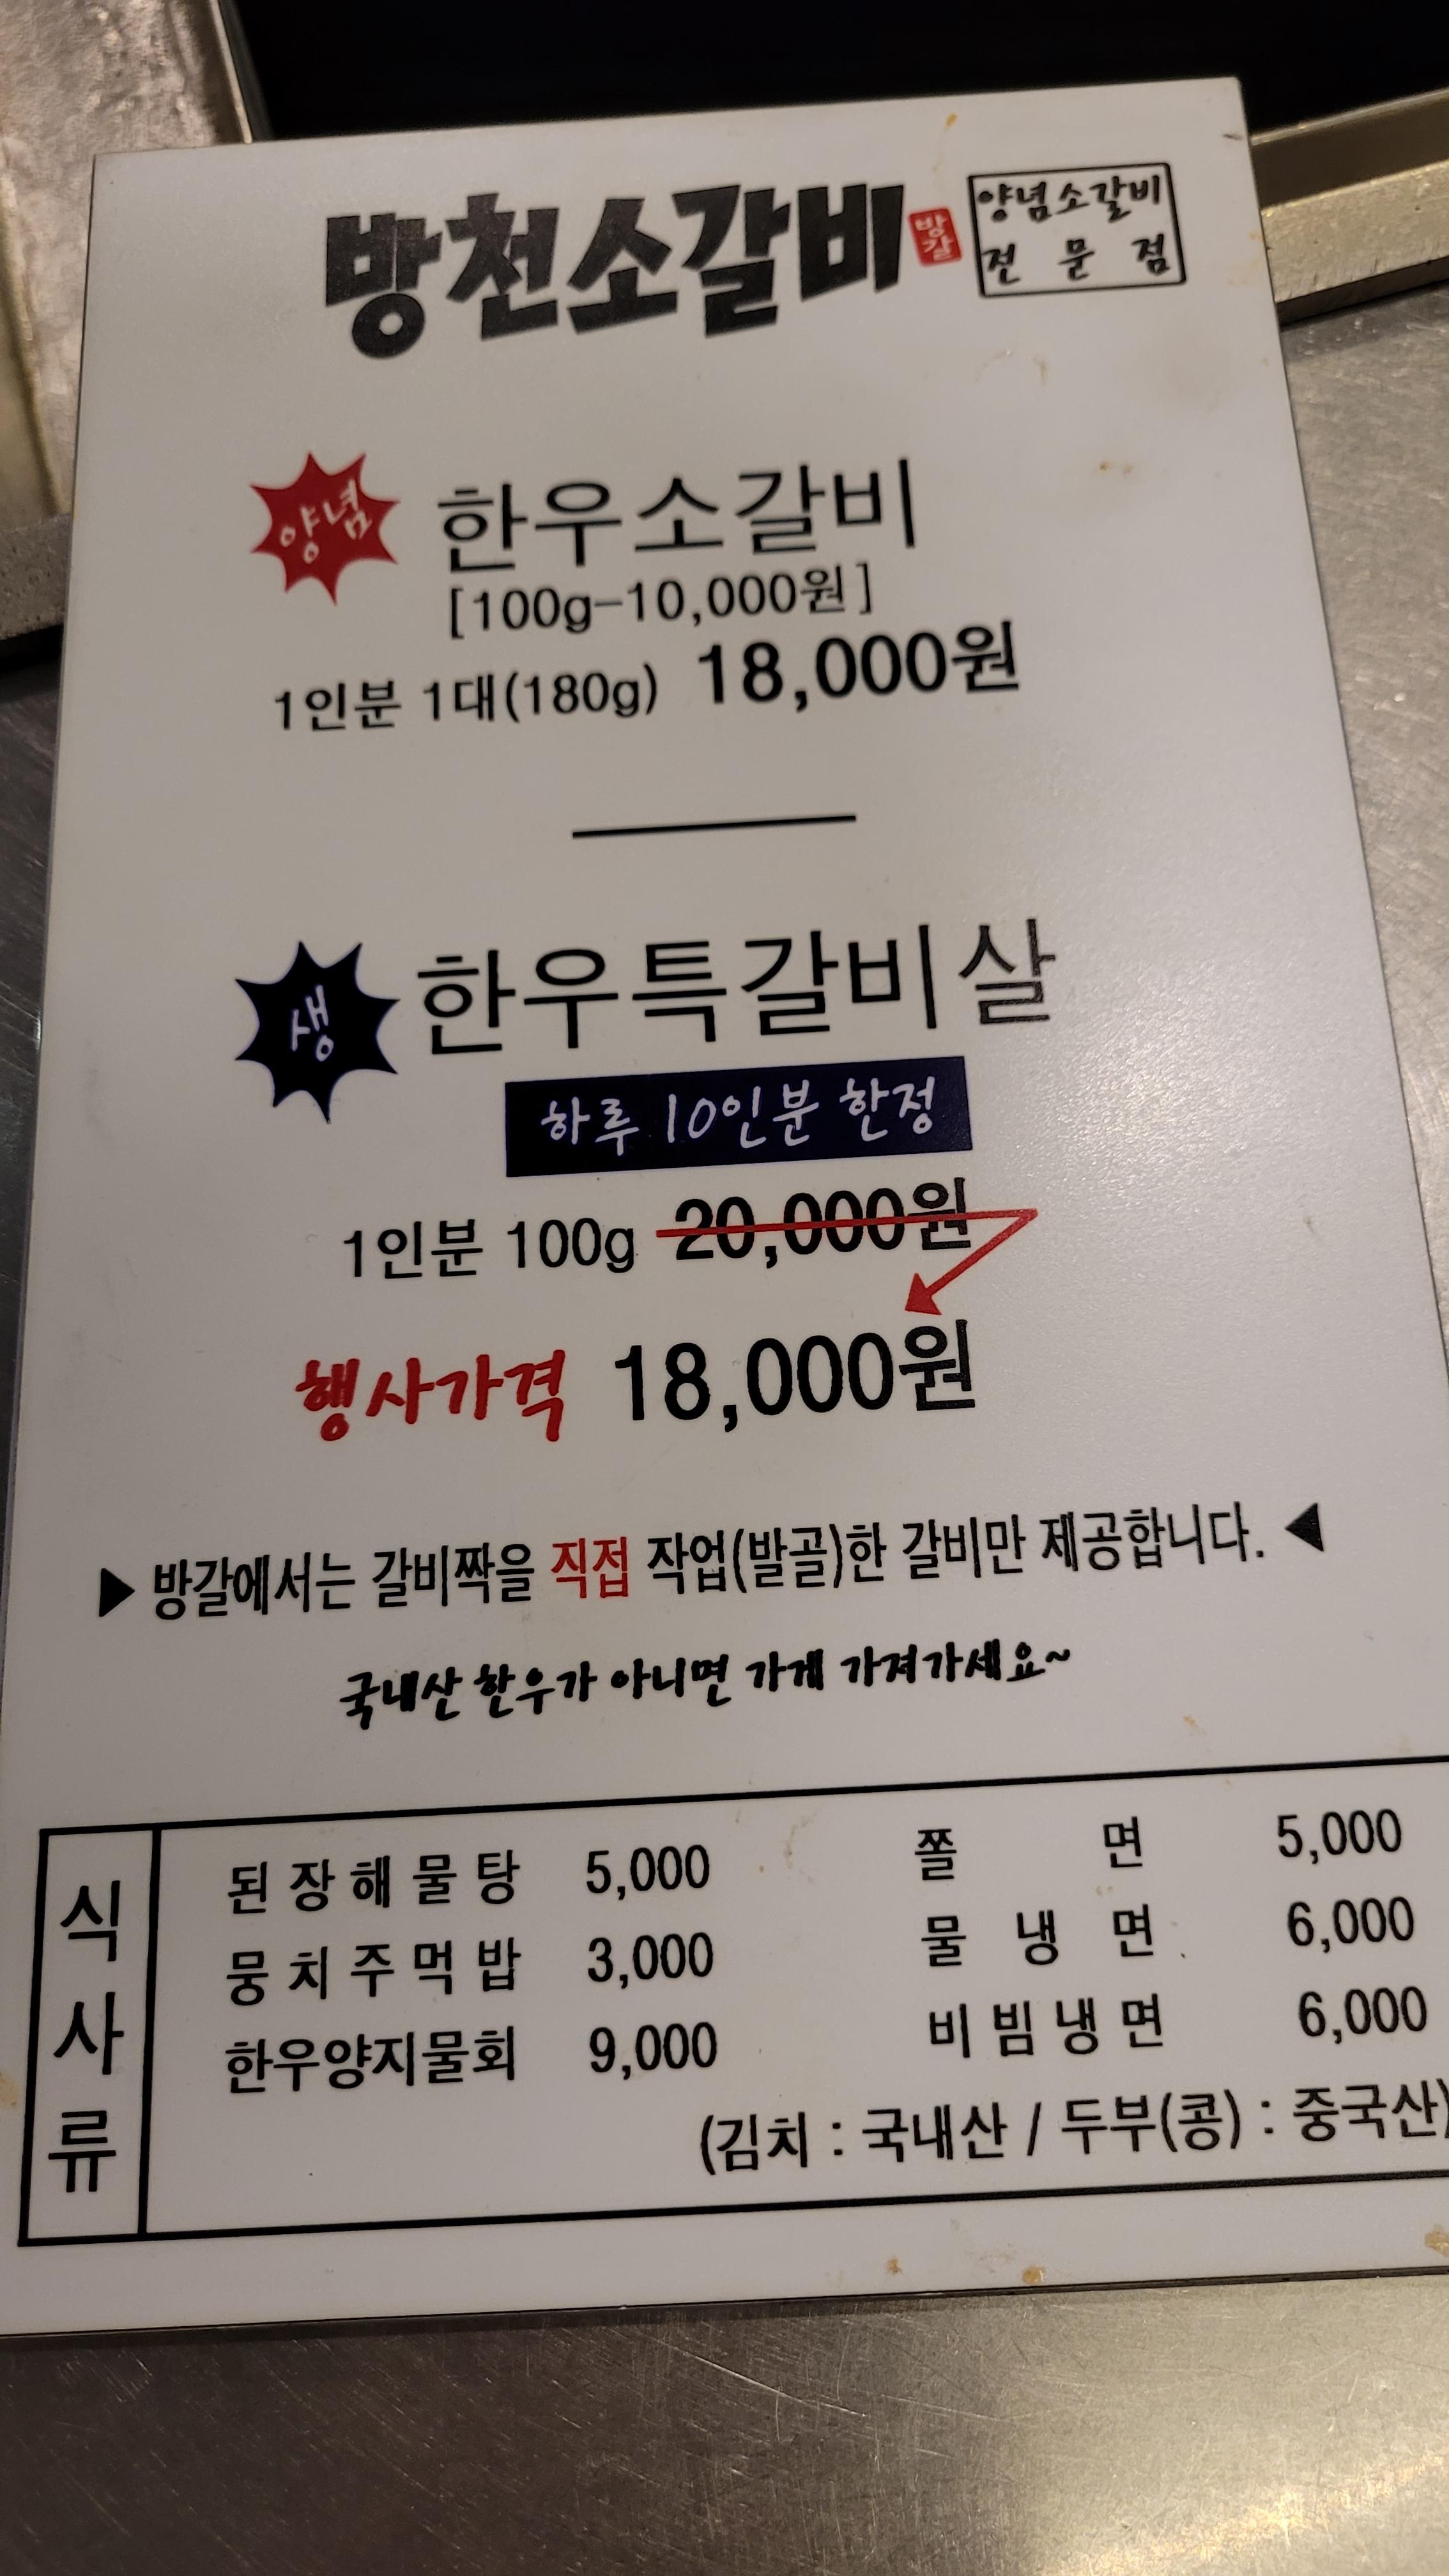 방천소갈비 방갈 양념소갈비 전문점
양념 한우소갈비
[100g-10,000원]
1인분 1대(180g) 18,000원
생 한우특갈비살
하루 10인분 한정
1인분 100g 20,000원
행사가격 18,000원
▶ 방갈에서는 갈비짝을 직접 작업(발골)한 갈비만 제공합니다. ◀
국내산 한우가 아니면 가게 가져가세요~
식사류
된장해물탕 5,000 쫄면 5,000
뭉치주먹밥 3,000 물냉면 6,000
한우양지물회 9,000 비빔냉면 6,000
(김치 : 국내산 / 두부(콩) : 중국산)